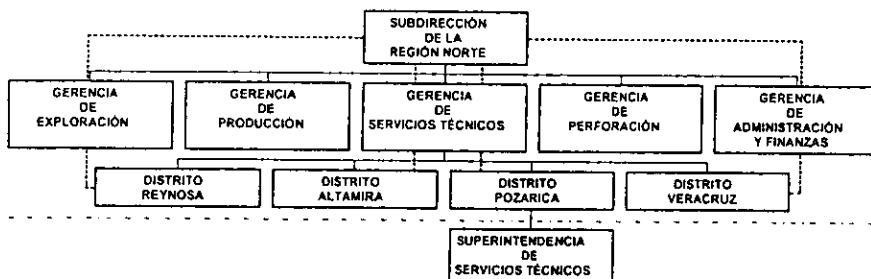 SUBDIRECCIÓN
DE LA
REGIÓN NORTE
GERENCIA
DE
EXPLORACIÓN
GERENCIA
DE
PRODUCCIÓN
GERENCIA
DE
SERVICIOS TÉCNICOS
GERENCIA
DE
PERFORACIÓN
GERENCIA
DE
ADMINISTRACIÓN
Y FINANZAS
DISTRITO
REYNOSA
DISTRITO
ALTAMIRA
DISTRITO
POZARICA
DISTRITO
VERACRUZ
SUPERINTENDENCIA
DE
SERVICIOS TÉCNICOS